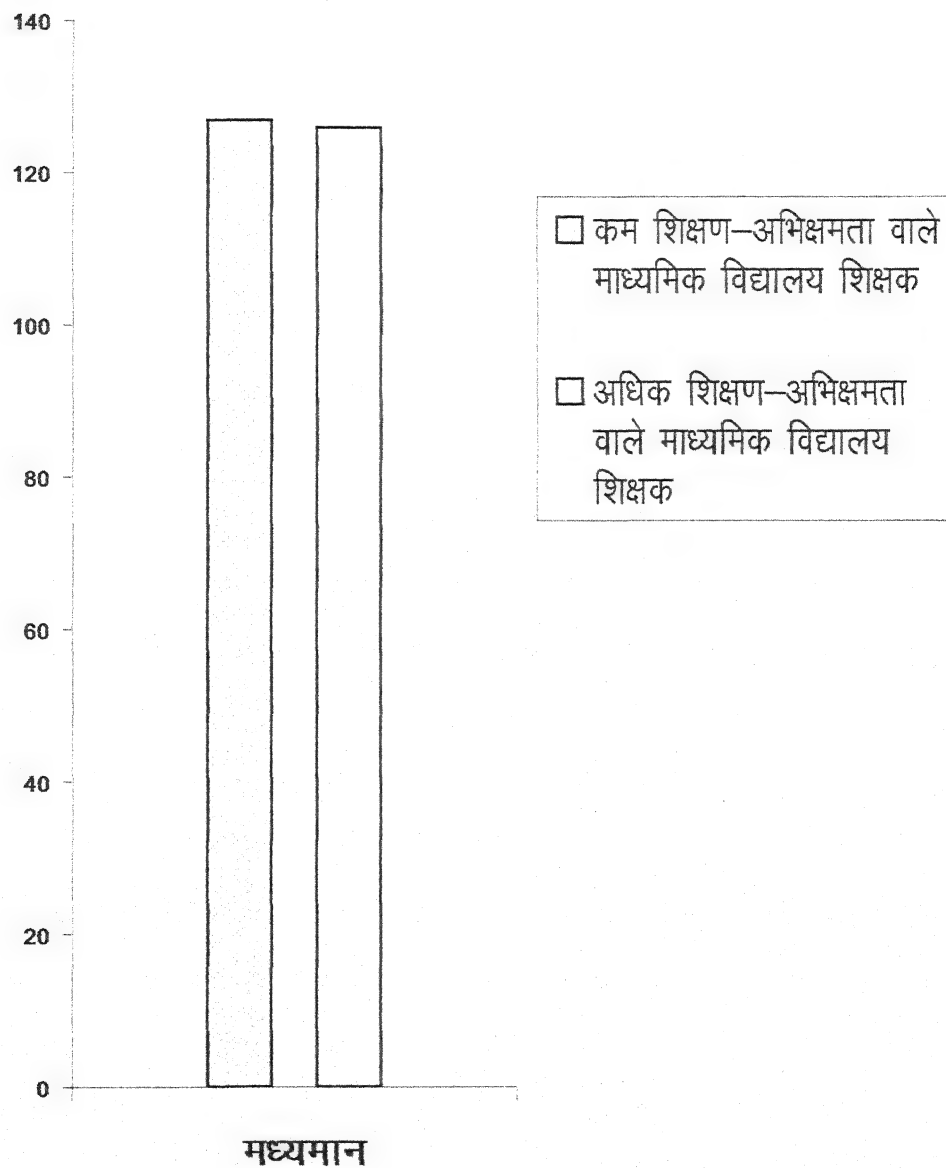 140
120
100
80
60
40
20
0
मध्यमान
कम शिक्षण–अभिक्षमता वाले
माध्यमिक विद्यालय शिक्षक
अधिक शिक्षण–अभिक्षमता
वाले माध्यमिक विद्यालय
शिक्षक